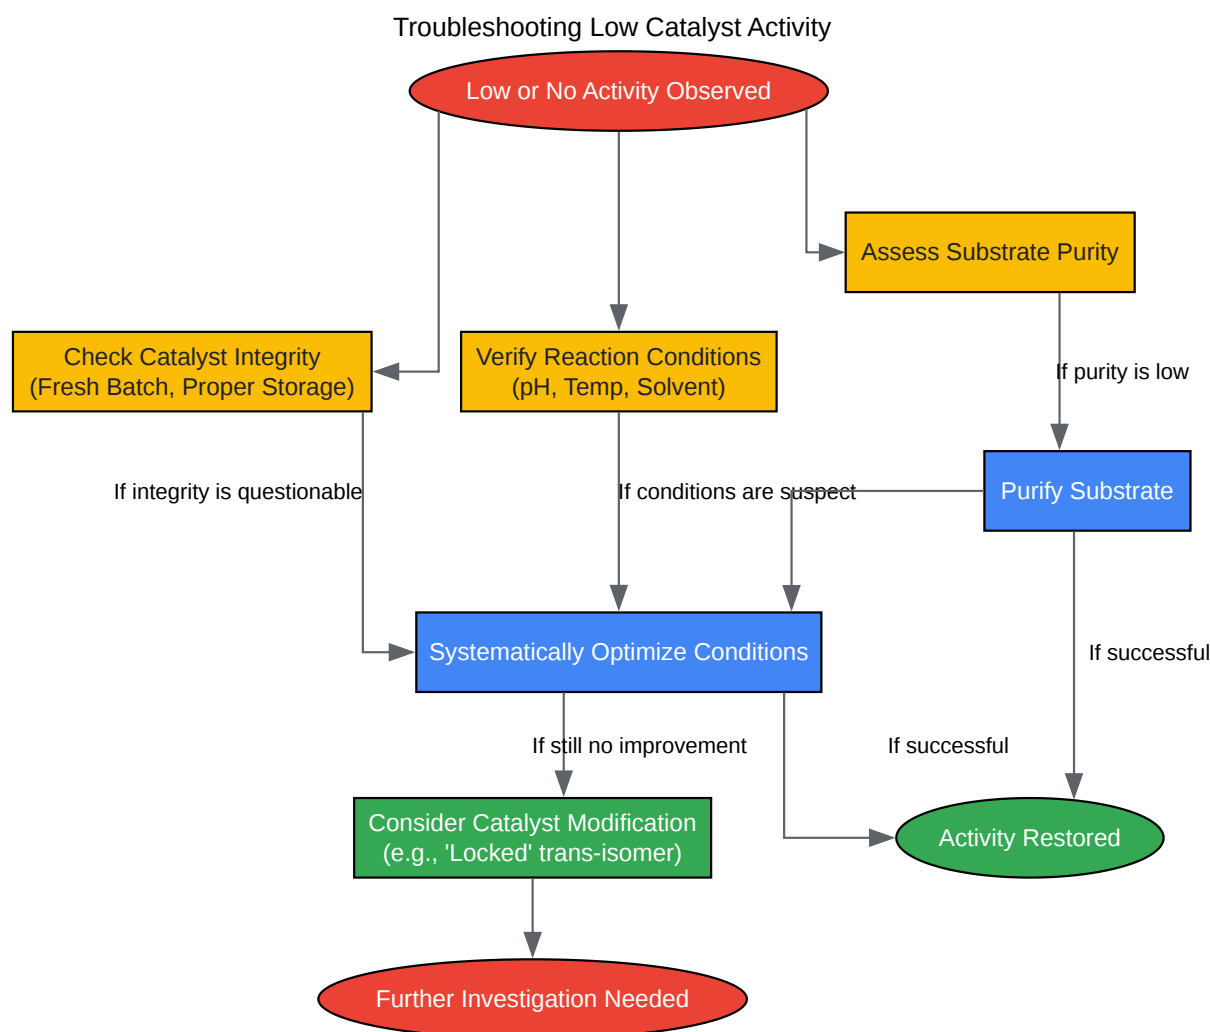 Troubleshooting Low Catalyst Activity
Low or No Activity Observed
Assess Substrate Purity
Check Catalyst Integrity
(Fresh Batch, Proper Storage)
Verify Reaction Conditions
(pH, Temp, Solvent)
If purity is low
If integrity is questionable
If conditions are suspect
Purify Substrate
Systematically Optimize Conditions
If successful
If still no improvement
If successful
Consider Catalyst Modification
(e.g., 'Locked' trans-isomer)
Activity Restored
Further Investigation Needed